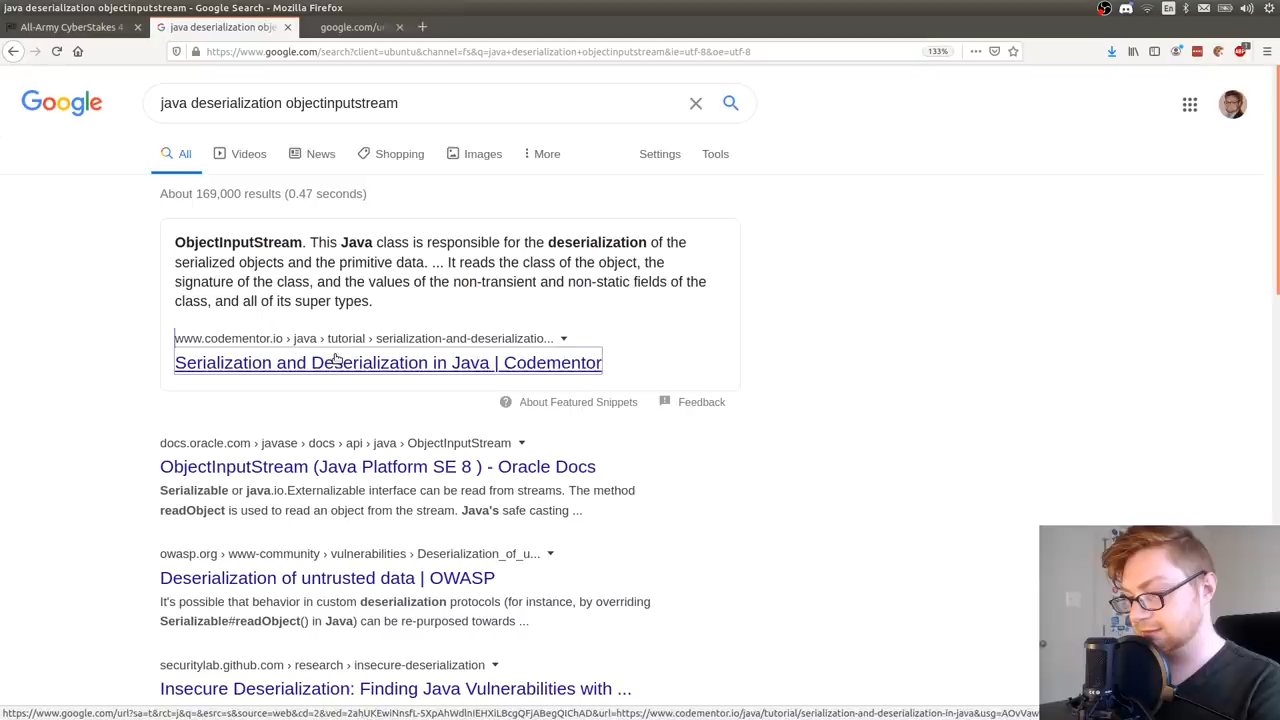 java deserialization objectinputstream - Google Search - Mozilla Firefox
En
All-Army CyberStakes 4
java deserialization obje
google.com/u
https://www.google.com/search?client=ubuntu&channel=fs&q=java+deserialization+objectinputstream&ie=utf-8&oe=utf-8
133%
Google
java deserialization objectinputstream
All
Videos
News
Shopping
Images
More
Settings
Tools
About 169,000 results (0.47 seconds)
ObjectInputStream. This Java class is responsible for the deserialization of the
serialized objects and the primitive data. ... It reads the class of the object, the
signature of the class, and the values of the non-transient and non-static fields of the
class, and all of its super types.
www.codementor.io › java › tutorial › serialization-and-deserializatio...
Serialization and Deserialization in Java | Codementor
About Featured Snippets
Feedback
docs.oracle.com › javase › docs › api › java › ObjectInputStream
ObjectInputStream (Java Platform SE 8 ) - Oracle Docs
Serializable or java.io.Externalizable interface can be read from streams. The method
readObject is used to read an object from the stream. Java's safe casting ...
owasp.org › www-community › vulnerabilities › Deserialization_of_u...
Deserialization of untrusted data | OWASP
It's possible that behavior in custom deserialization protocols (for instance, by overriding
Serializable#readObject() in Java) can be re-purposed towards ...
securitylab.github.com › research › insecure-deserialization
Insecure Deserialization: Finding Java Vulnerabilities with ...